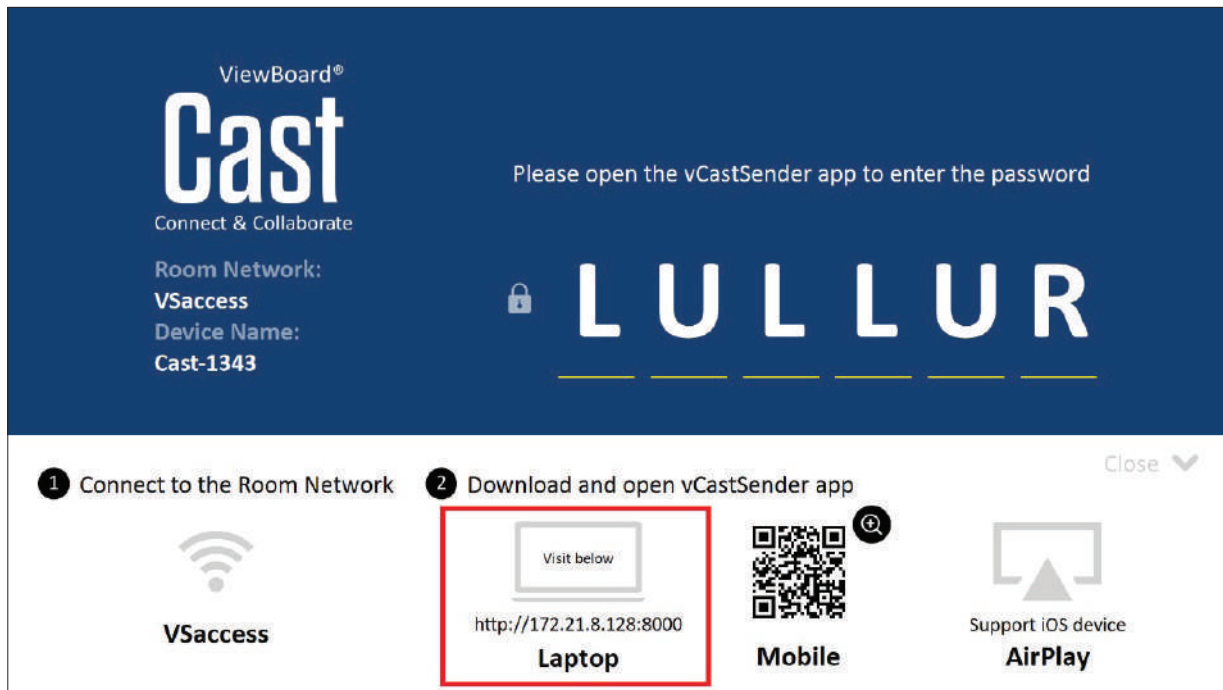 ViewBoard®
Cast
Connect & Collaborate
Room Network:
VSaccess
Device Name:
Cast-1343
Please open the vCastSender app to enter the password
LULLUR
Close
1 Connect to the Room Network
VSaccess
2 Download and open vCastSender app
Visit below
http://172.21.8.128:8000
Laptop
Mobile
Support iOS device
AirPlay